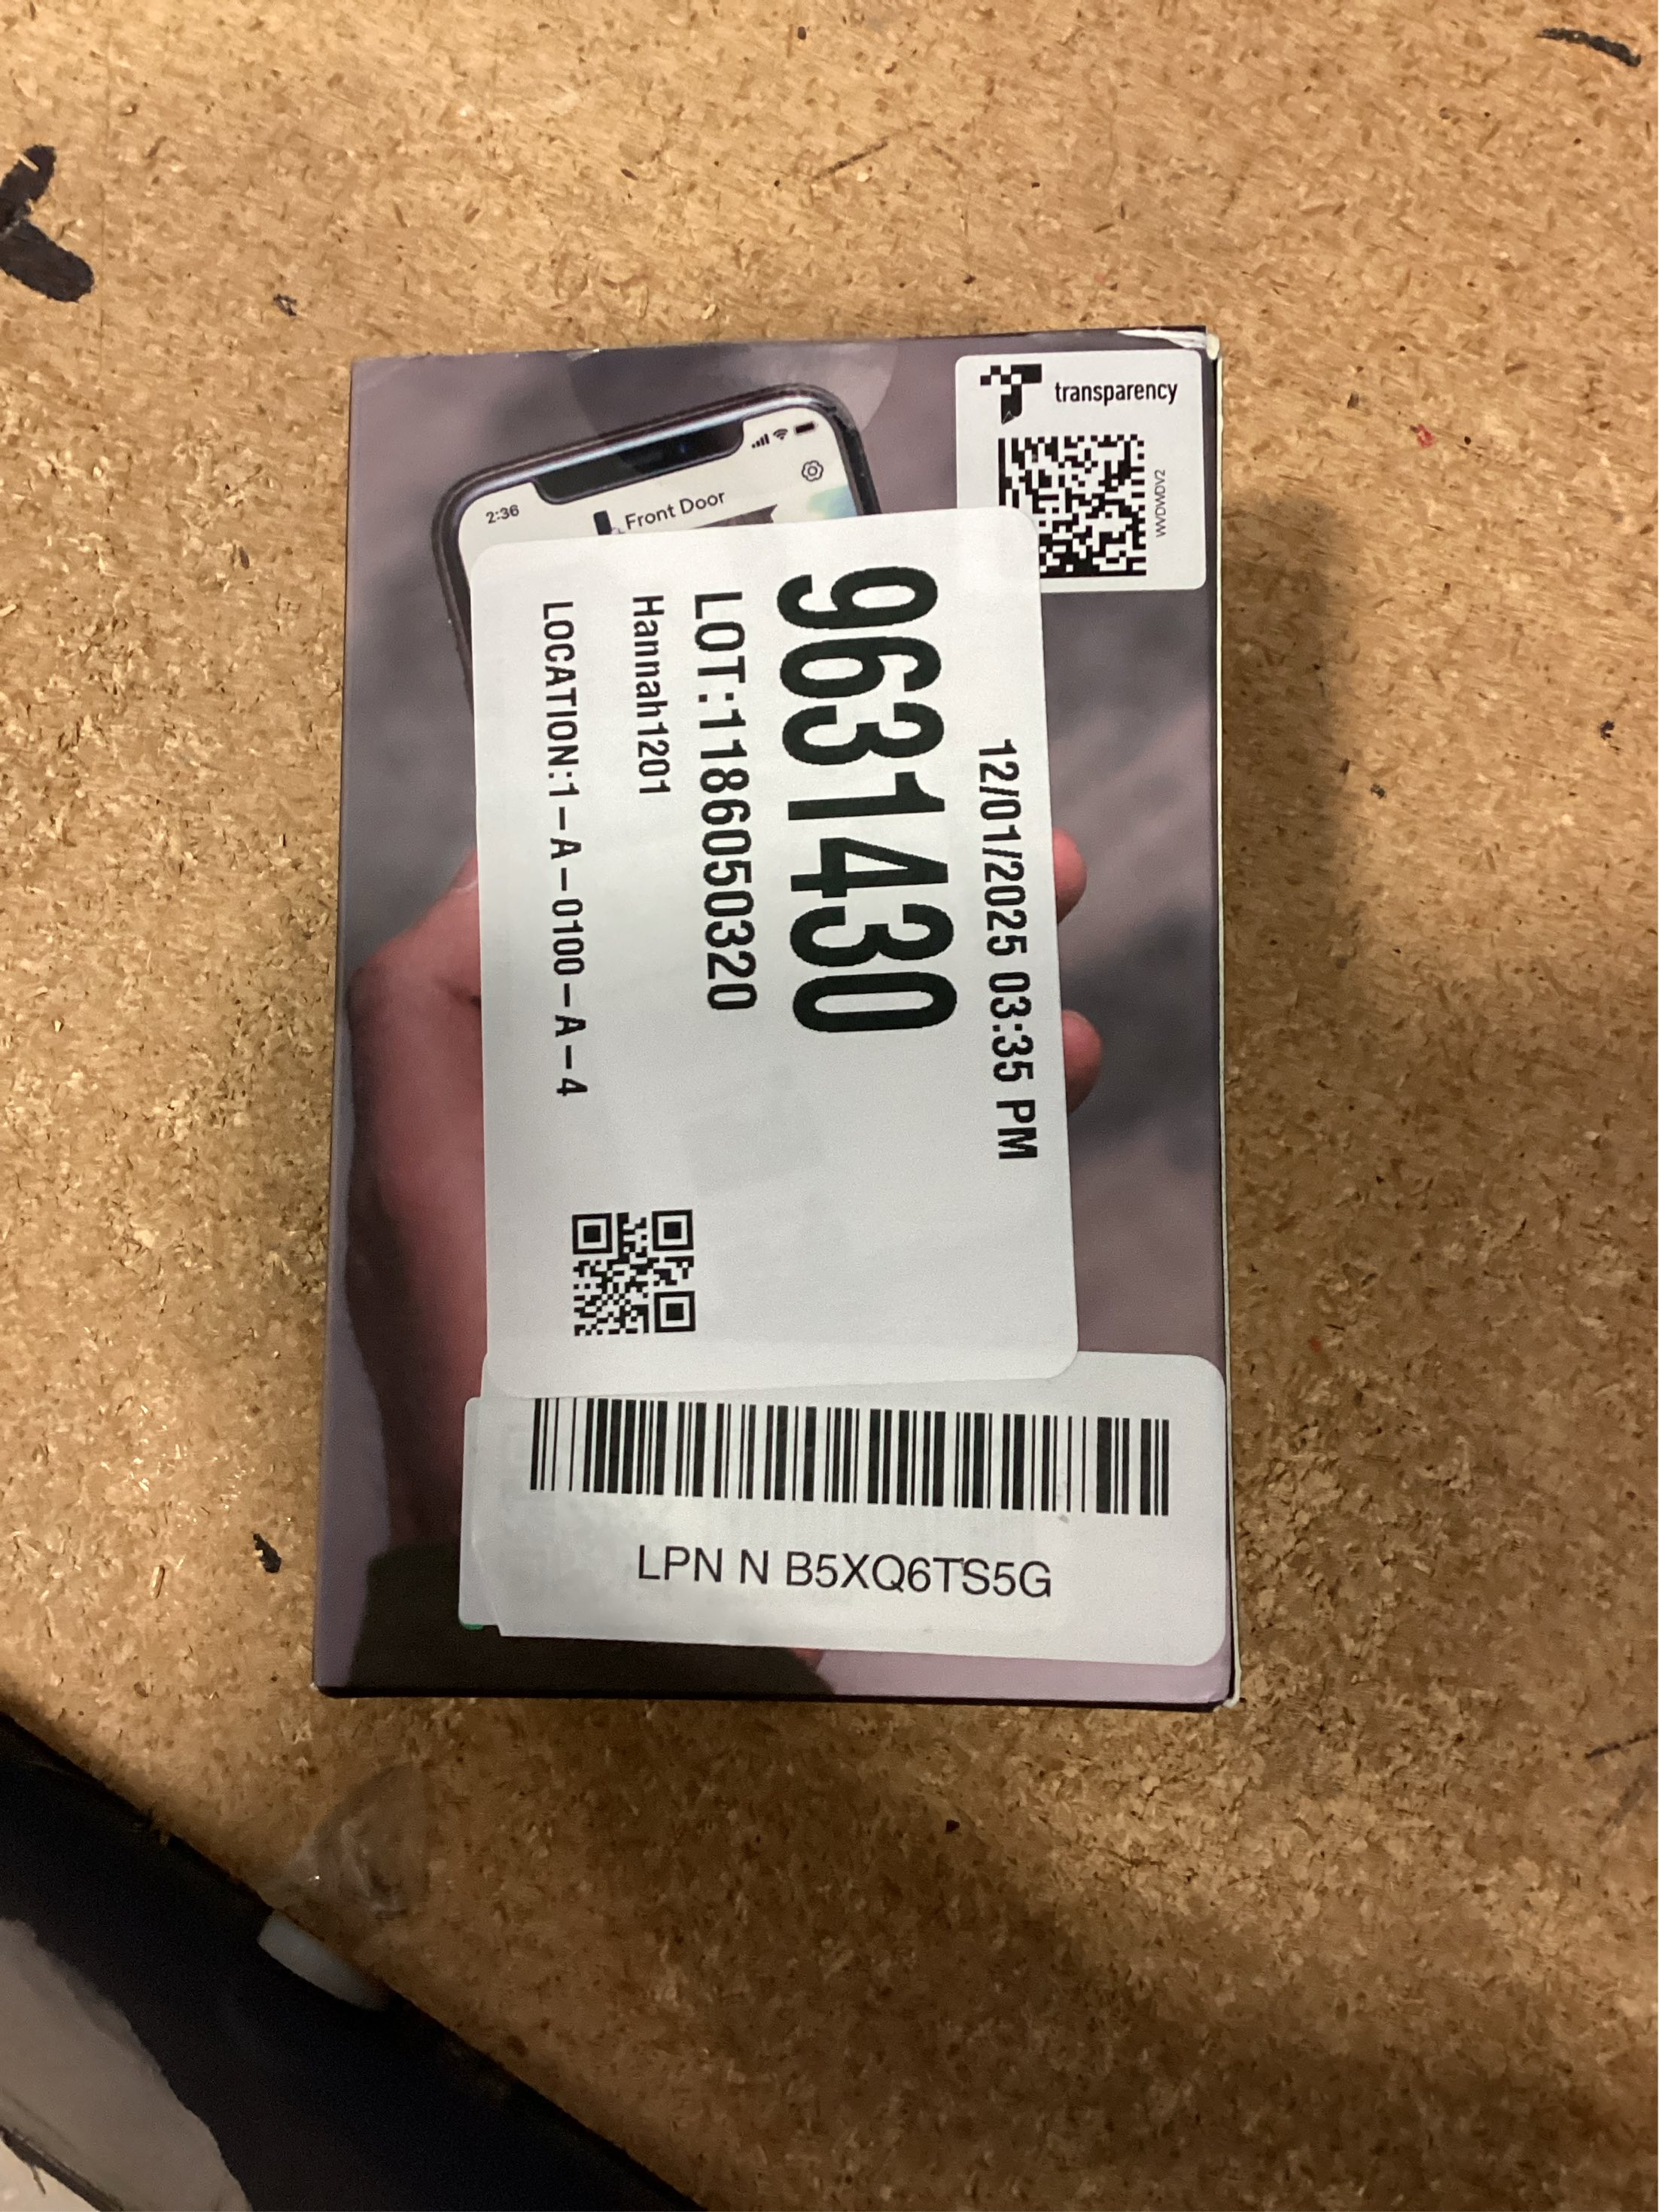 transparency
VVDWDV2
2:36
Front Door
12/01/2025 03:35 PM
9631430
LOT:1186050320
Hannah1201
LOCATION:1-A-0100-A-4
LPN N B5XQ6TS5G